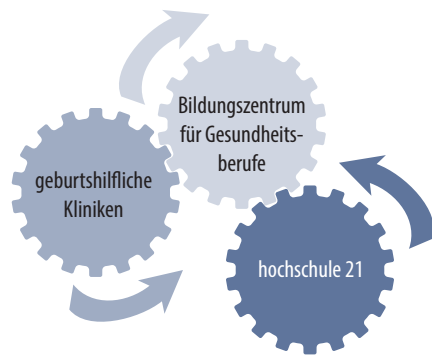 Bildungszentrum
für Gesundheits-
berufe
geburtshilfliche
Kliniken
hochschule 21